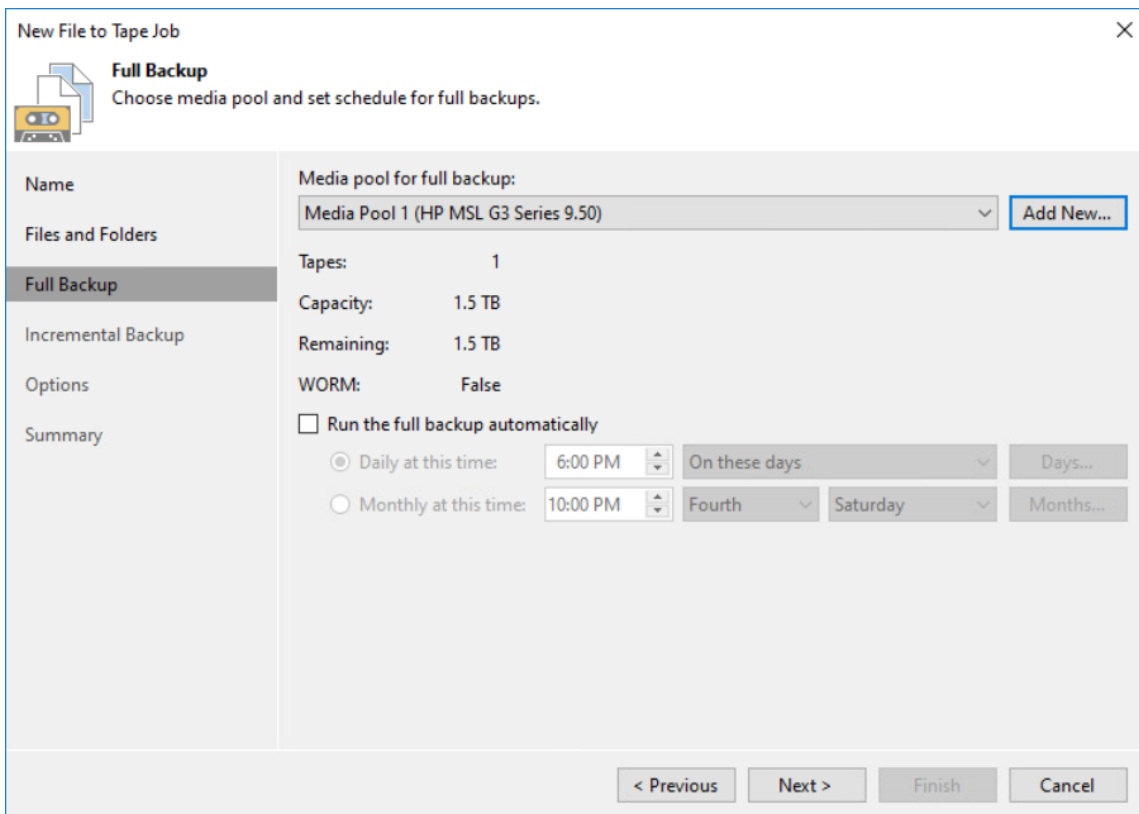 New File to Tape Job
Full Backup
Choose media pool and set schedule for full backups.
Name
Files and Folders
Full Backup
Incremental Backup
Options
Summary
Media pool for full backup:
Media Pool 1 (HP MSL G3 Series 9.50) Add New...
Tapes: 1
Capacity: 1.5 TB
Remaining: 1.5 TB
WORM: False
Run the full backup automatically
Daily at this time: 6:00 PM On these days Days...
Monthly at this time: 10:00 PM Fourth Saturday Months...
< Previous Next > Finish Cancel